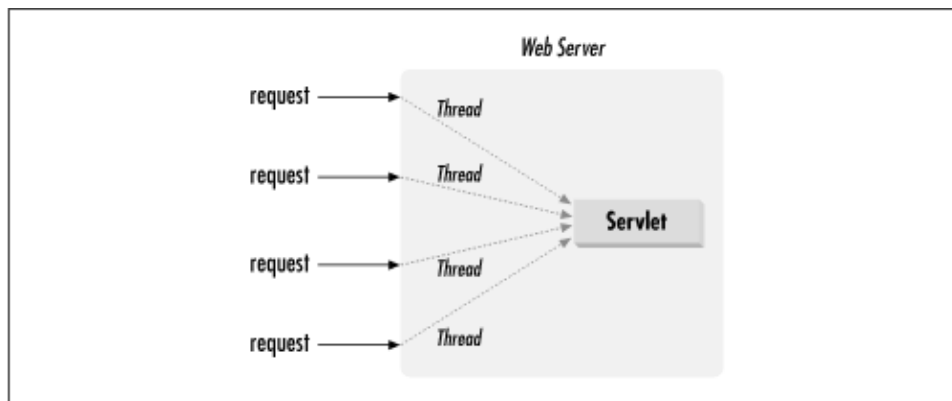 Web Server
request
Thread
request
Thread
Servlet
request
Thread
request
Thread